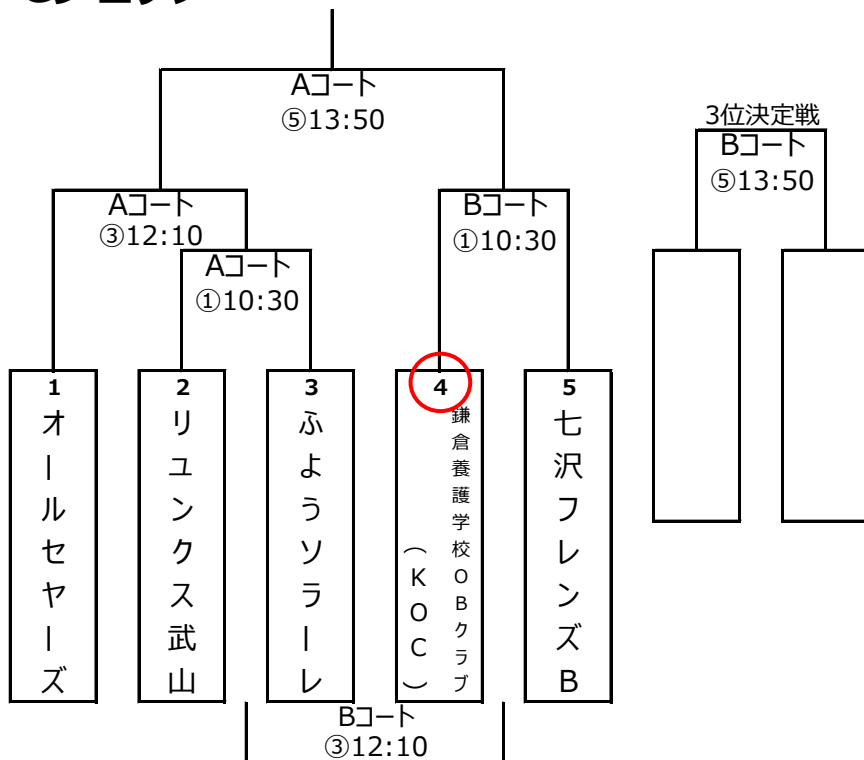 Aコート
⑤13:50
3位決定戦
Bコート
⑤13:50
Aコート
③12:10
Bコート
①10:30
Aコート
①10:30
1
オールセヤーズ
2
リュンクス武山
3
ふようソラーレ
4
鎌倉養護学校OBクラブ
（KOC）
5
七沢フレンズB
Bコート
③12:10